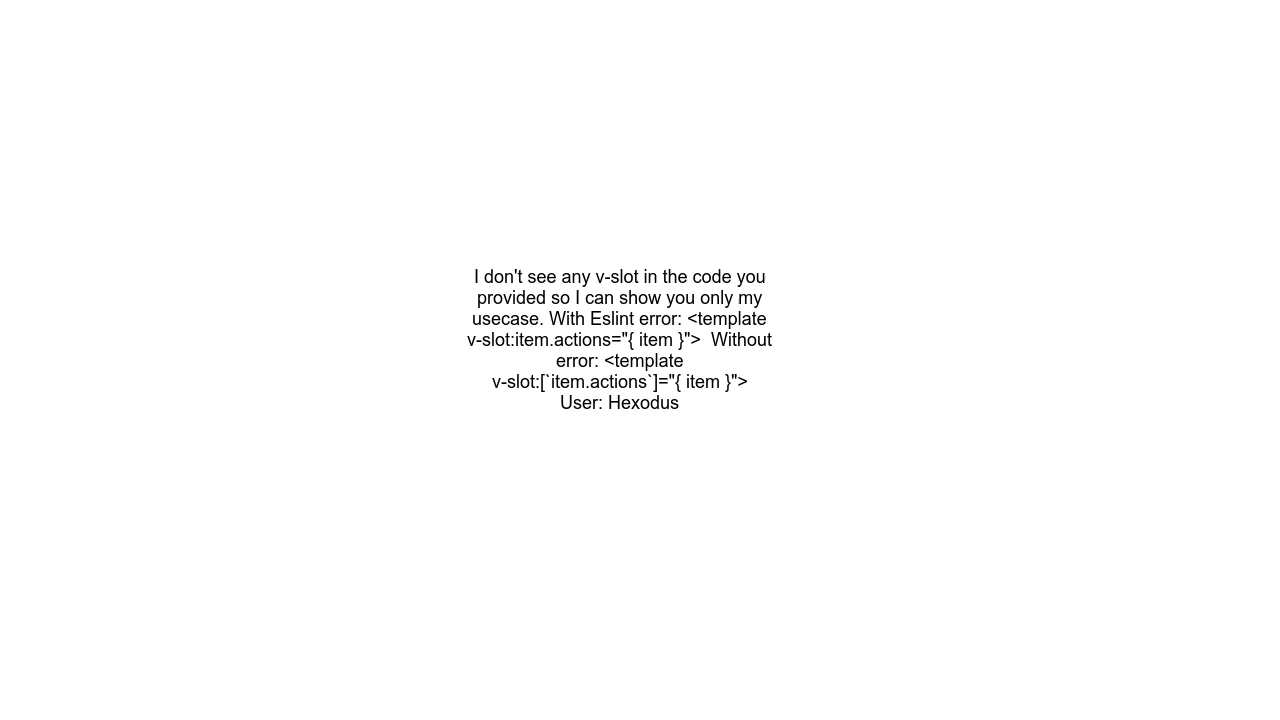 I don't see any v-slot in the code you
provided so I can show you only my
usecase. With Eslint error: <template
v-slot:item.actions="{ item }">  Without
error: <template
v-slot:[`item.actions`]="{ item }">
User: Hexodus